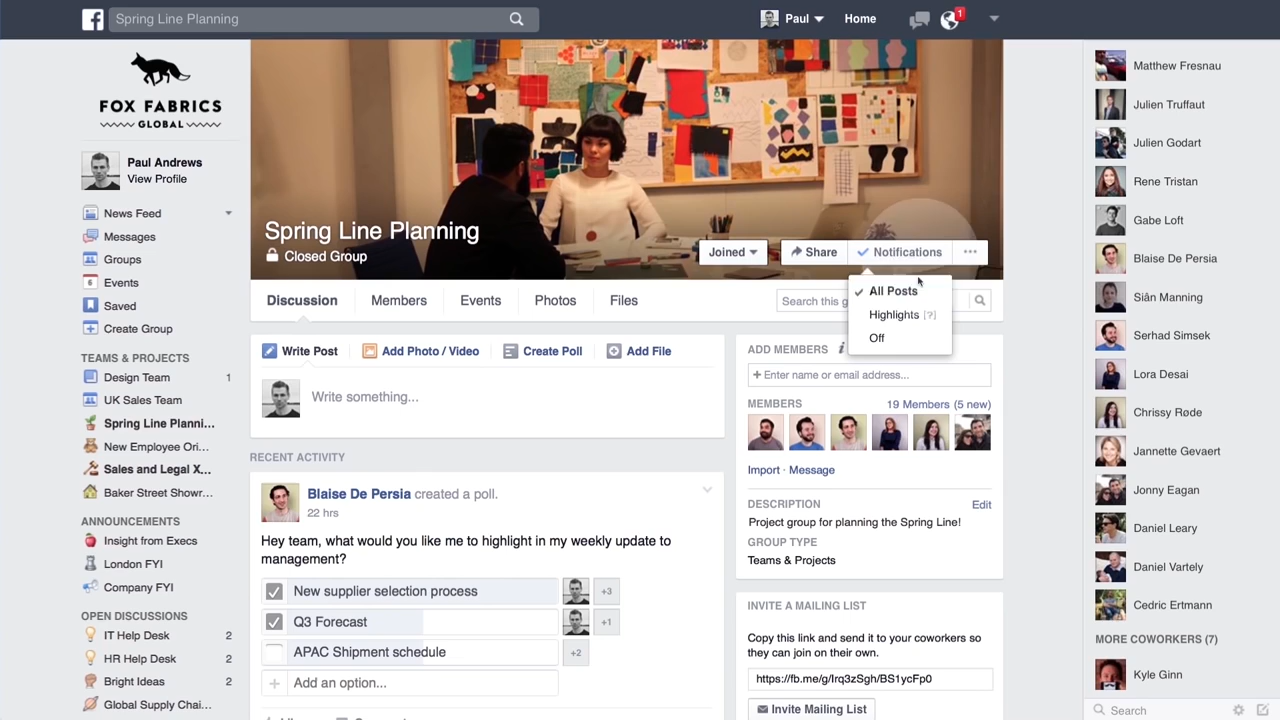 Spring Line Planning
Paul
Home
1
FOX FABRICS
GLOBAL
Paul Andrews
View Profile
News Feed
Messages
Groups
6 Events
Saved
Create Group
TEAMS & PROJECTS
Design Team 1
UK Sales Team
Spring Line Planni...
New Employee Ori...
Sales and Legal X...
Baker Street Showr...
ANNOUNCEMENTS
Insight from Execs
London FYI
Company FYI
OPEN DISCUSSIONS
IT Help Desk 2
HR Help Desk 2
Bright Ideas 2
Global Supply Chai...
Spring Line Planning
Closed Group
Joined
Share
Notifications
...
All Posts
Highlights [?]
Off
Discussion
Members
Events
Photos
Files
Search this g
Write Post
Add Photo / Video
Create Poll
Add File
Write something...
RECENT ACTIVITY
Blaise De Persia created a poll.
22 hrs
Hey team, what would you like me to highlight in my weekly update to
management?
New supplier selection process +3
Q3 Forecast +1
APAC Shipment schedule +2
+ Add an option...
ADD MEMBERS i
+ Enter name or email address...
MEMBERS 19 Members (5 new)
Import · Message
DESCRIPTION Edit
Project group for planning the Spring Line!
GROUP TYPE
Teams & Projects
INVITE A MAILING LIST
Copy this link and send it to your coworkers so
they can join on their own.
https://fb.me/g/Irq3zSgh/BS1ycFp0
Invite Mailing List
Matthew Fresnau
Julien Truffaut
Julien Godart
Rene Tristan
Gabe Loft
Blaise De Persia
Siân Manning
Serhad Simsek
Lora Desai
Chrissy Røde
Jannette Gevaert
Jonny Eagan
Daniel Leary
Daniel Vartely
Cedric Ertmann
MORE COWORKERS (7)
Kyle Ginn
Search